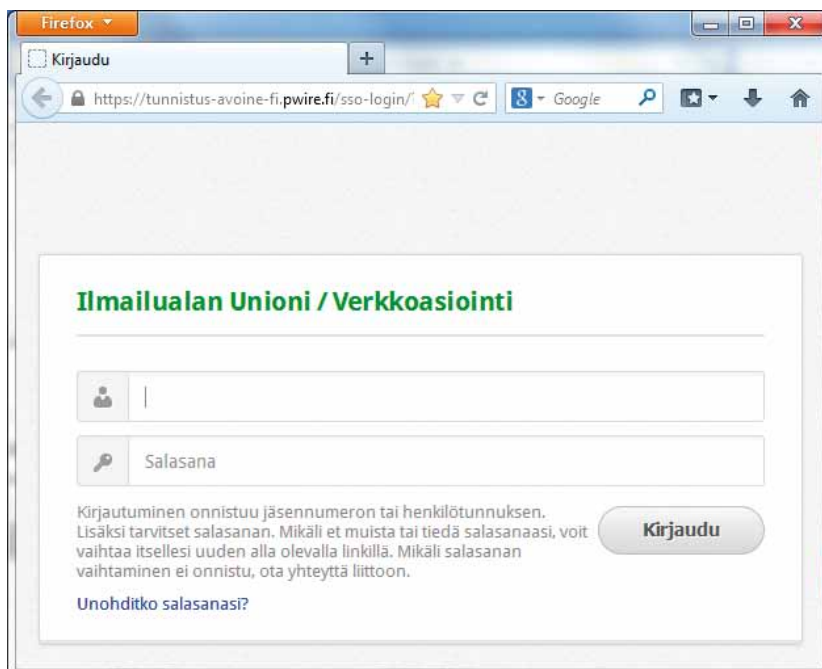 Firefox
Kirjaudu
https://tunnistus-avoine-fi.pwire.fi/sso-login/
Google
Ilmailualan Unioni / Verkkoasiointi
Salasana
Kirjautuminen onnistuu jäsennumeron tai henkilötunnuksen.
Lisäksi tarvitset salasanan. Mikäli et muista tai tiedä salasanaasi, voit
vaihtaa itsellesi uuden alla olevalla linkillä. Mikäli salasanan
vaihtaminen ei onnistu, ota yhteyttä liittoon.
Kirjaudu
Unohditko salasanasi?